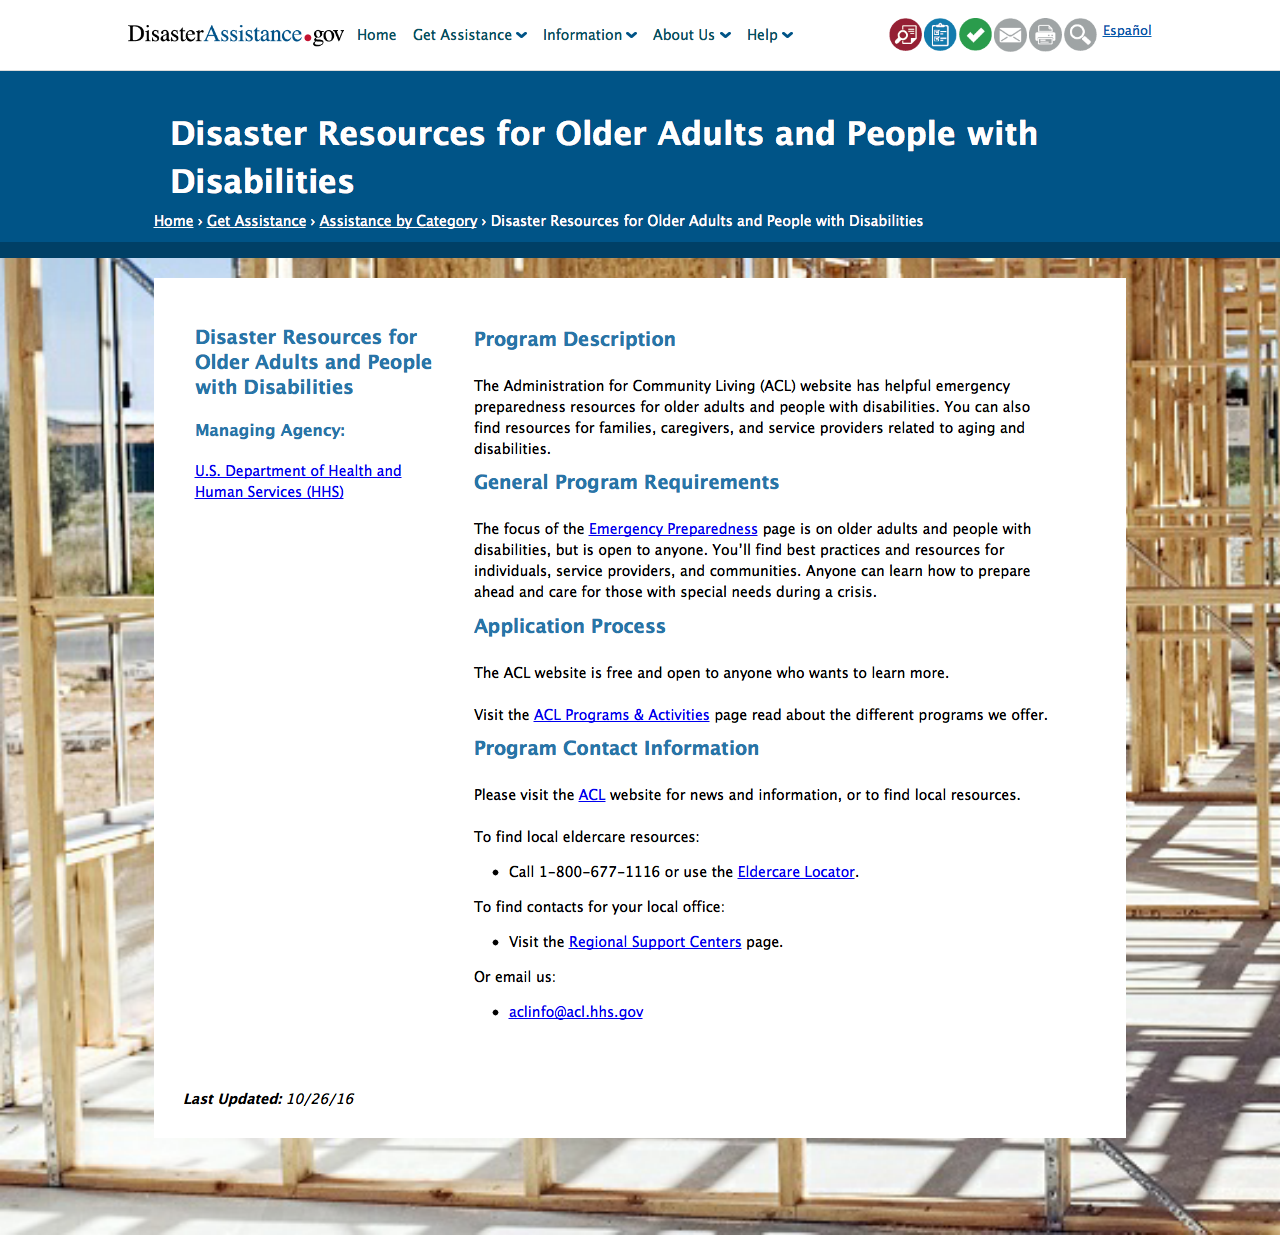 DisasterAssistance.gov Home Get Assistance Information About Us Help Español
Disaster Resources for Older Adults and People with
Disabilities
Home › Get Assistance › Assistance by Category › Disaster Resources for Older Adults and People with Disabilities
Disaster Resources for
Older Adults and People
with Disabilities
Managing Agency:
U.S. Department of Health and
Human Services (HHS)
Program Description
The Administration for Community Living (ACL) website has helpful emergency
preparedness resources for older adults and people with disabilities. You can also
find resources for families, caregivers, and service providers related to aging and
disabilities.
General Program Requirements
The focus of the Emergency Preparedness page is on older adults and people with
disabilities, but is open to anyone. You'll find best practices and resources for
individuals, service providers, and communities. Anyone can learn how to prepare
ahead and care for those with special needs during a crisis.
Application Process
The ACL website is free and open to anyone who wants to learn more.
Visit the ACL Programs & Activities page read about the different programs we offer.
Program Contact Information
Please visit the ACL website for news and information, or to find local resources.
To find local eldercare resources:
• Call 1-800-677-1116 or use the Eldercare Locator.
To find contacts for your local office:
• Visit the Regional Support Centers page.
Or email us:
• aclinfo@acl.hhs.gov
Last Updated: 10/26/16